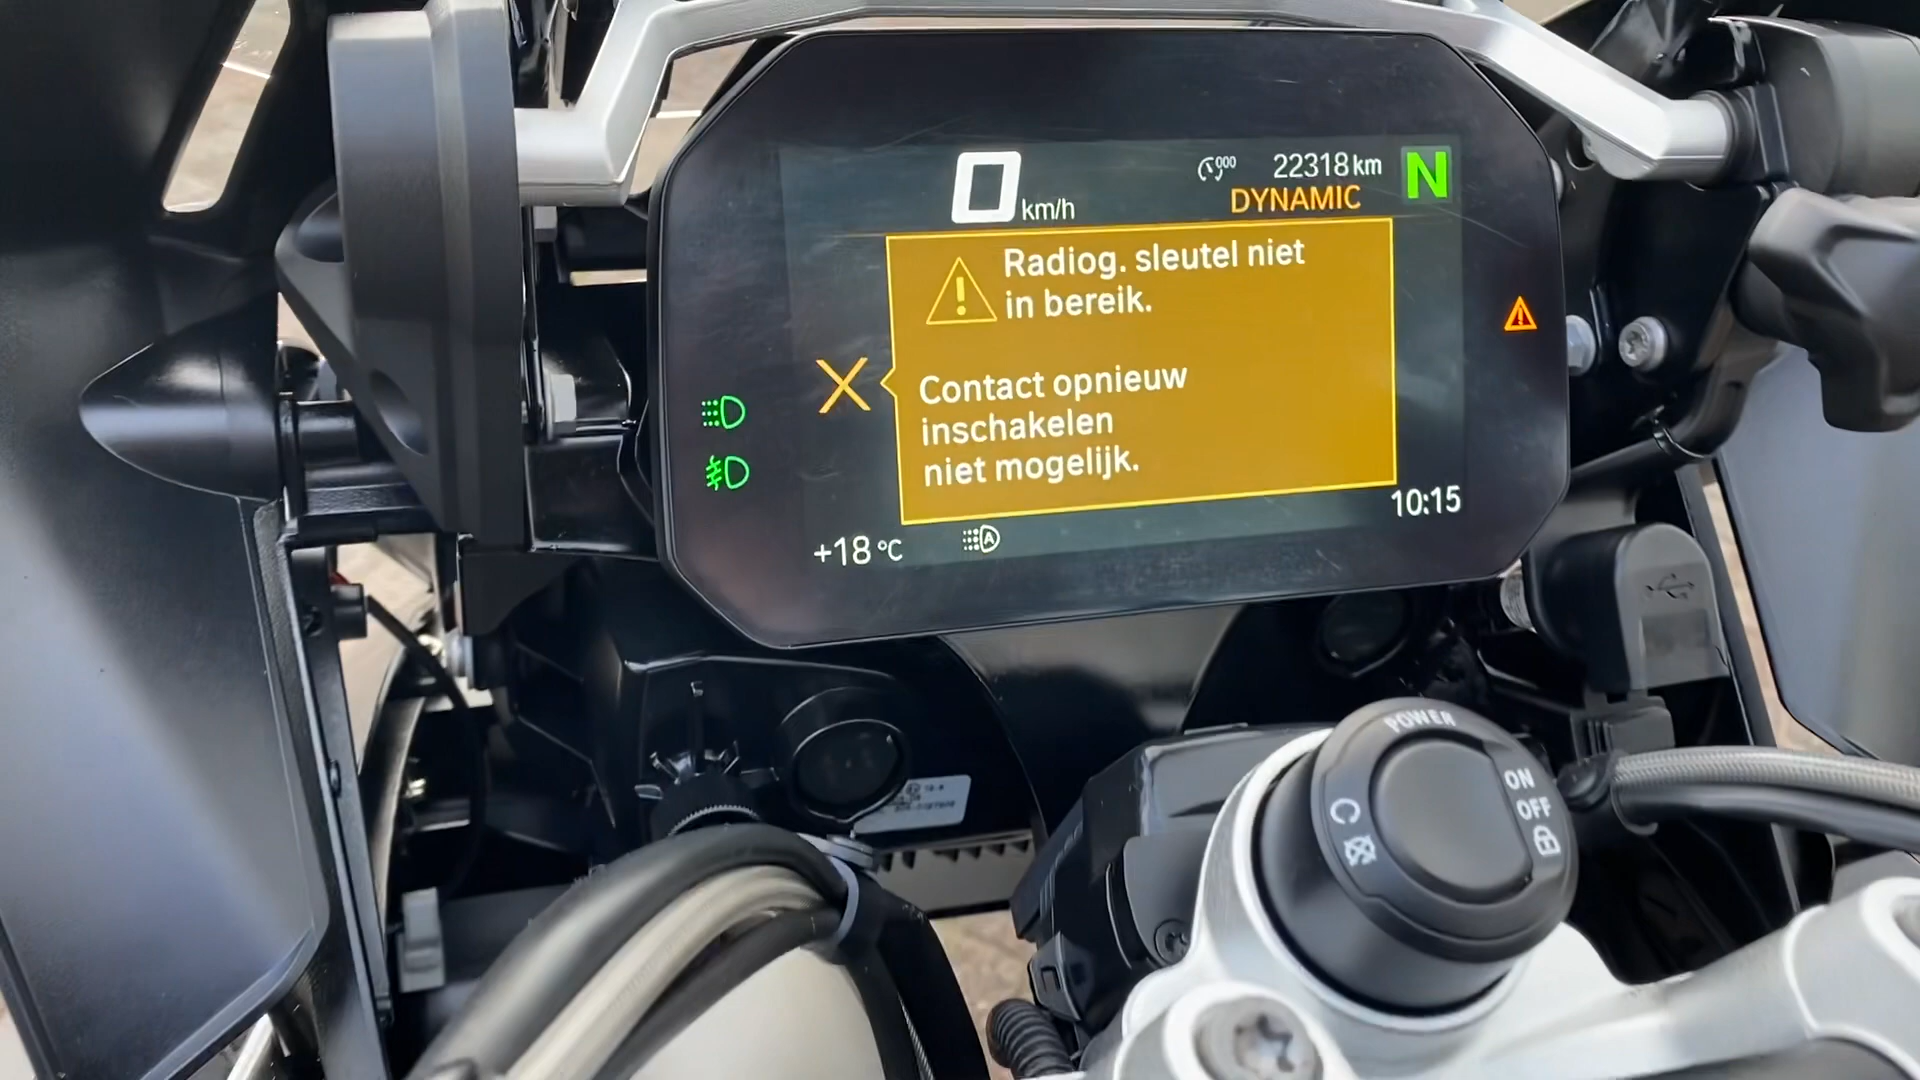 0 km/h
000
22318 km
N
DYNAMIC
Radiog. sleutel niet
in bereik.
Contact opnieuw
inschakelen
niet mogelijk.
+18 °C
A
10:15
POWER
ON
OFF